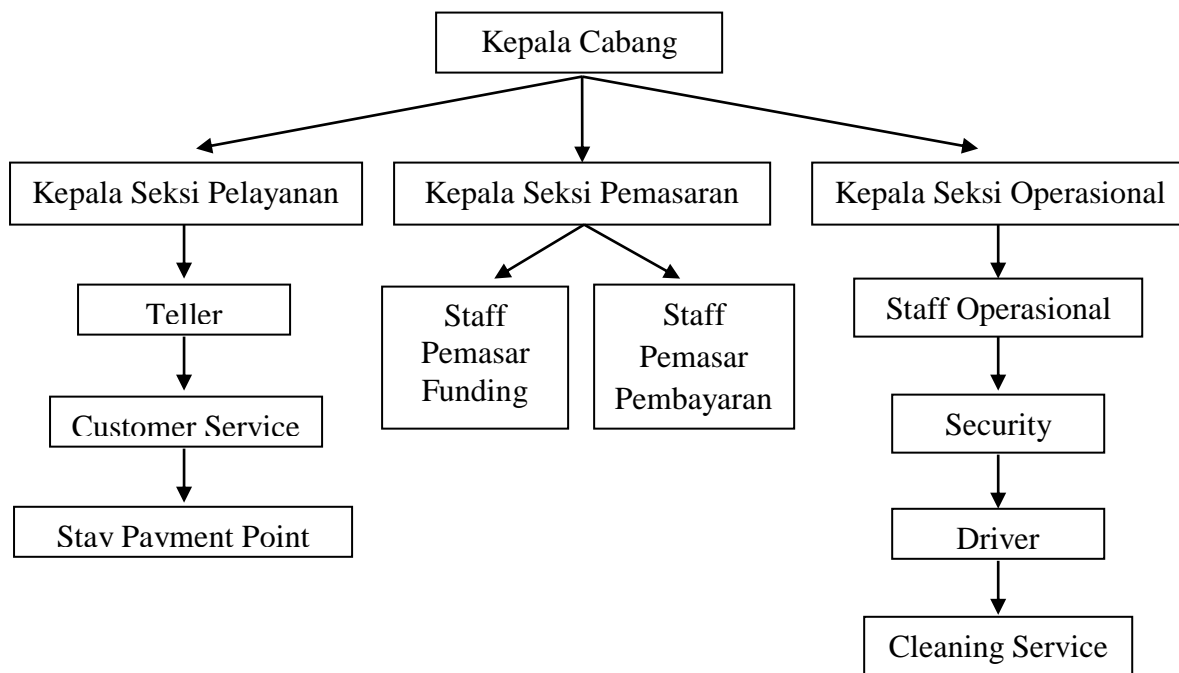 Kepala Cabang
Kepala Seksi Pelayanan
Kepala Seksi Pemasaran
Kepala Seksi Operasional
Teller
Customer Service
Stay Payment Point
Staff
Pemasar
Funding
Staff
Pemasar
Pembayaran
Staff Operasional
Security
Driver
Cleaning Service